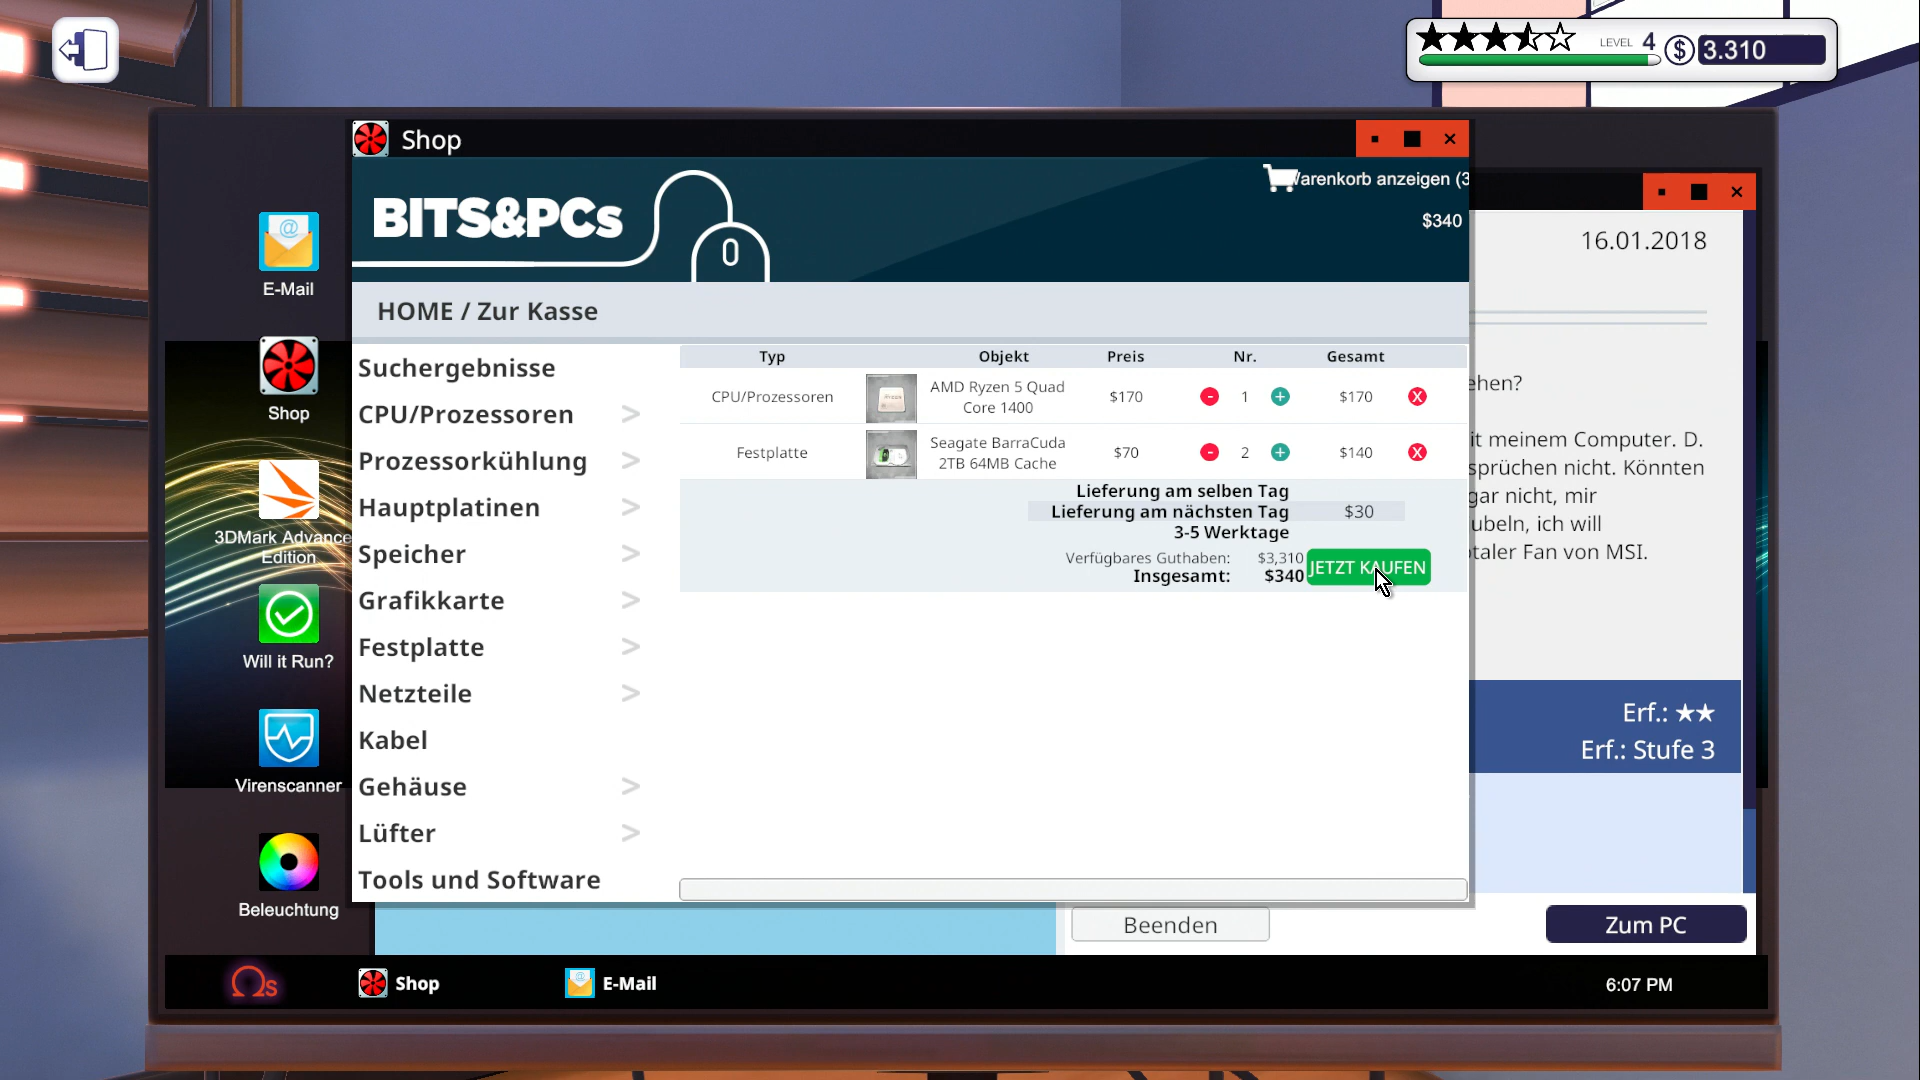 LEVEL 4
$ 3.310
Shop
BITS&PCs
arenkorb anzeigen (3
$340
HOME / Zur Kasse
Suchergebnisse
CPU/Prozessoren >
Prozessorkühlung >
Hauptplatinen >
Speicher >
Grafikkarte >
Festplatte >
Netzteile >
Kabel
Gehäuse >
Lüfter >
Tools und Software
Typ Objekt Preis Nr. Gesamt
CPU/Prozessoren AMD Ryzen 5 Quad Core 1400 $170 - 1 + $170 X
Festplatte Seagate BarraCuda 2TB 64MB Cache $70 - 2 + $140 X
Lieferung am selben Tag
Lieferung am nächsten Tag $30
3-5 Werktage
Verfügbares Guthaben: $3,310
Insgesamt: $340
JETZT KAUFEN
16.01.2018
ehen?
it meinem Computer. D.
sprüchen nicht. Könnten
gar nicht, mir
ubeln, ich will
otaler Fan von MSI.
Erf.: ★★
Erf.: Stufe 3
Beenden
Zum PC
E-Mail
Shop
3DMark Advance
Edition
Will it Run?
Virenscanner
Beleuchtung
Ωs
Shop
E-Mail
6:07 PM